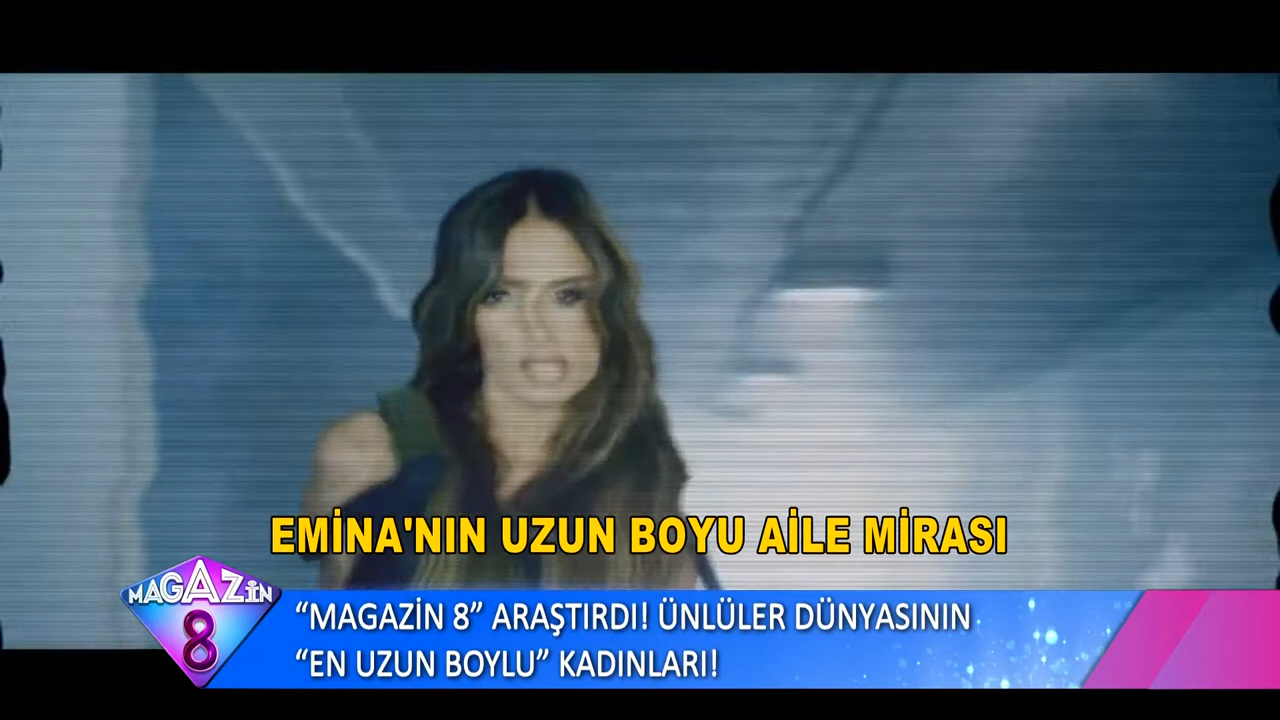 EMİNA'NIN UZUN BOYU AİLE MİRASI
MAGAZİN
8
“MAGAZİN 8” ARAŞTIRDI! ÜNLÜLER DÜNYASININ
“EN UZUN BOYLU” KADINLARI!